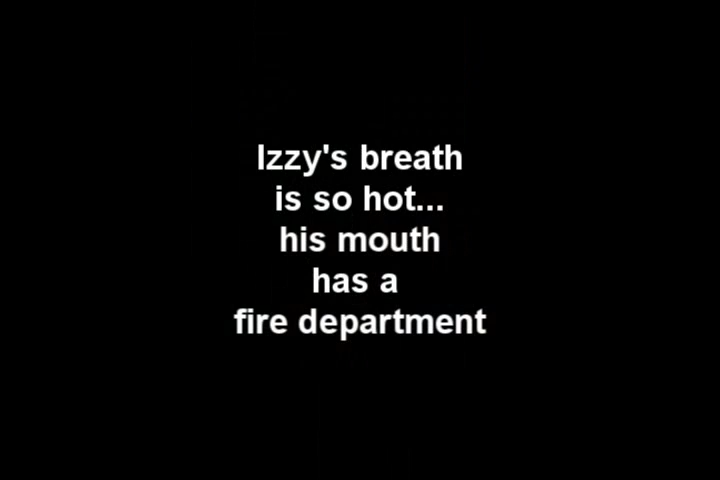 Izzy's breath
is so hot...
his mouth
has a
fire department